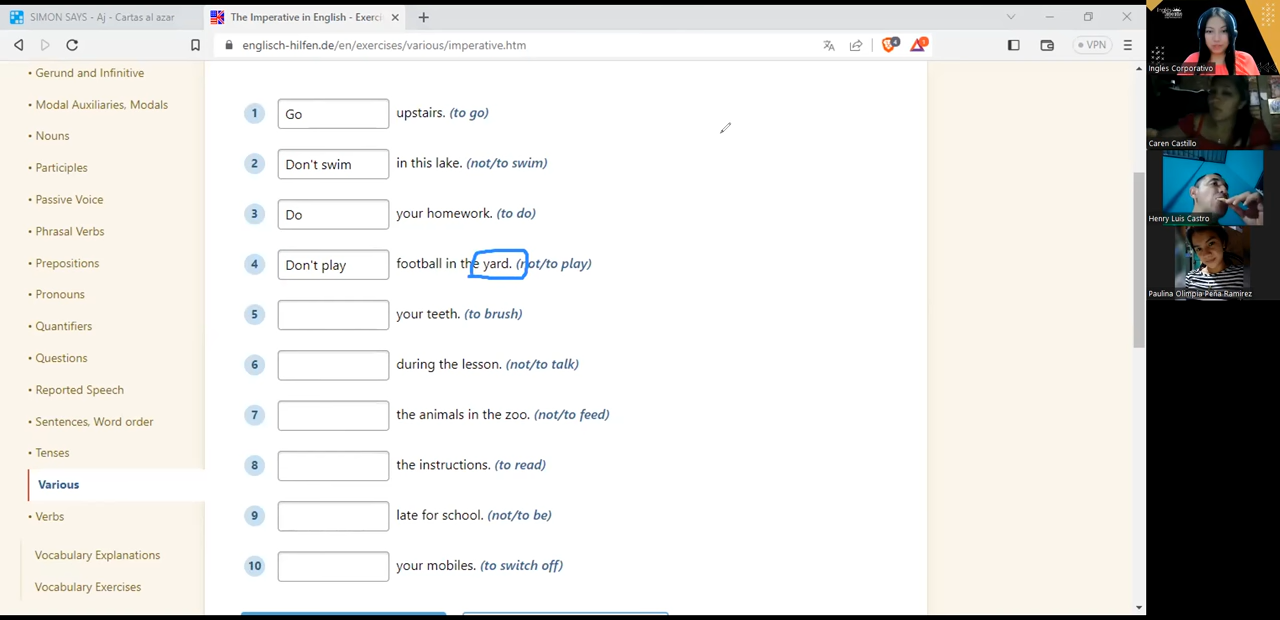 SIMON SAYS - Aj - Cartas al azar
The Imperative in English - Exerci
englisch-hilfen.de/en/exercises/various/imperative.htm
VPN
• Gerund and Infinitive
• Modal Auxiliaries, Modals
• Nouns
• Participles
• Passive Voice
• Phrasal Verbs
• Prepositions
• Pronouns
• Quantifiers
• Questions
• Reported Speech
• Sentences, Word order
• Tenses
Various
• Verbs
Vocabulary Explanations
Vocabulary Exercises
1 Go upstairs. (to go)
2 Don't swim in this lake. (not/to swim)
3 Do your homework. (to do)
4 Don't play football in the yard. (not/to play)
5 your teeth. (to brush)
6 during the lesson. (not/to talk)
7 the animals in the zoo. (not/to feed)
8 the instructions. (to read)
9 late for school. (not/to be)
10 your mobiles. (to switch off)
Ingles Corporativo
Caren Castillo
Henry Luis Castro
Paulina Olimpia Peña Ramirez